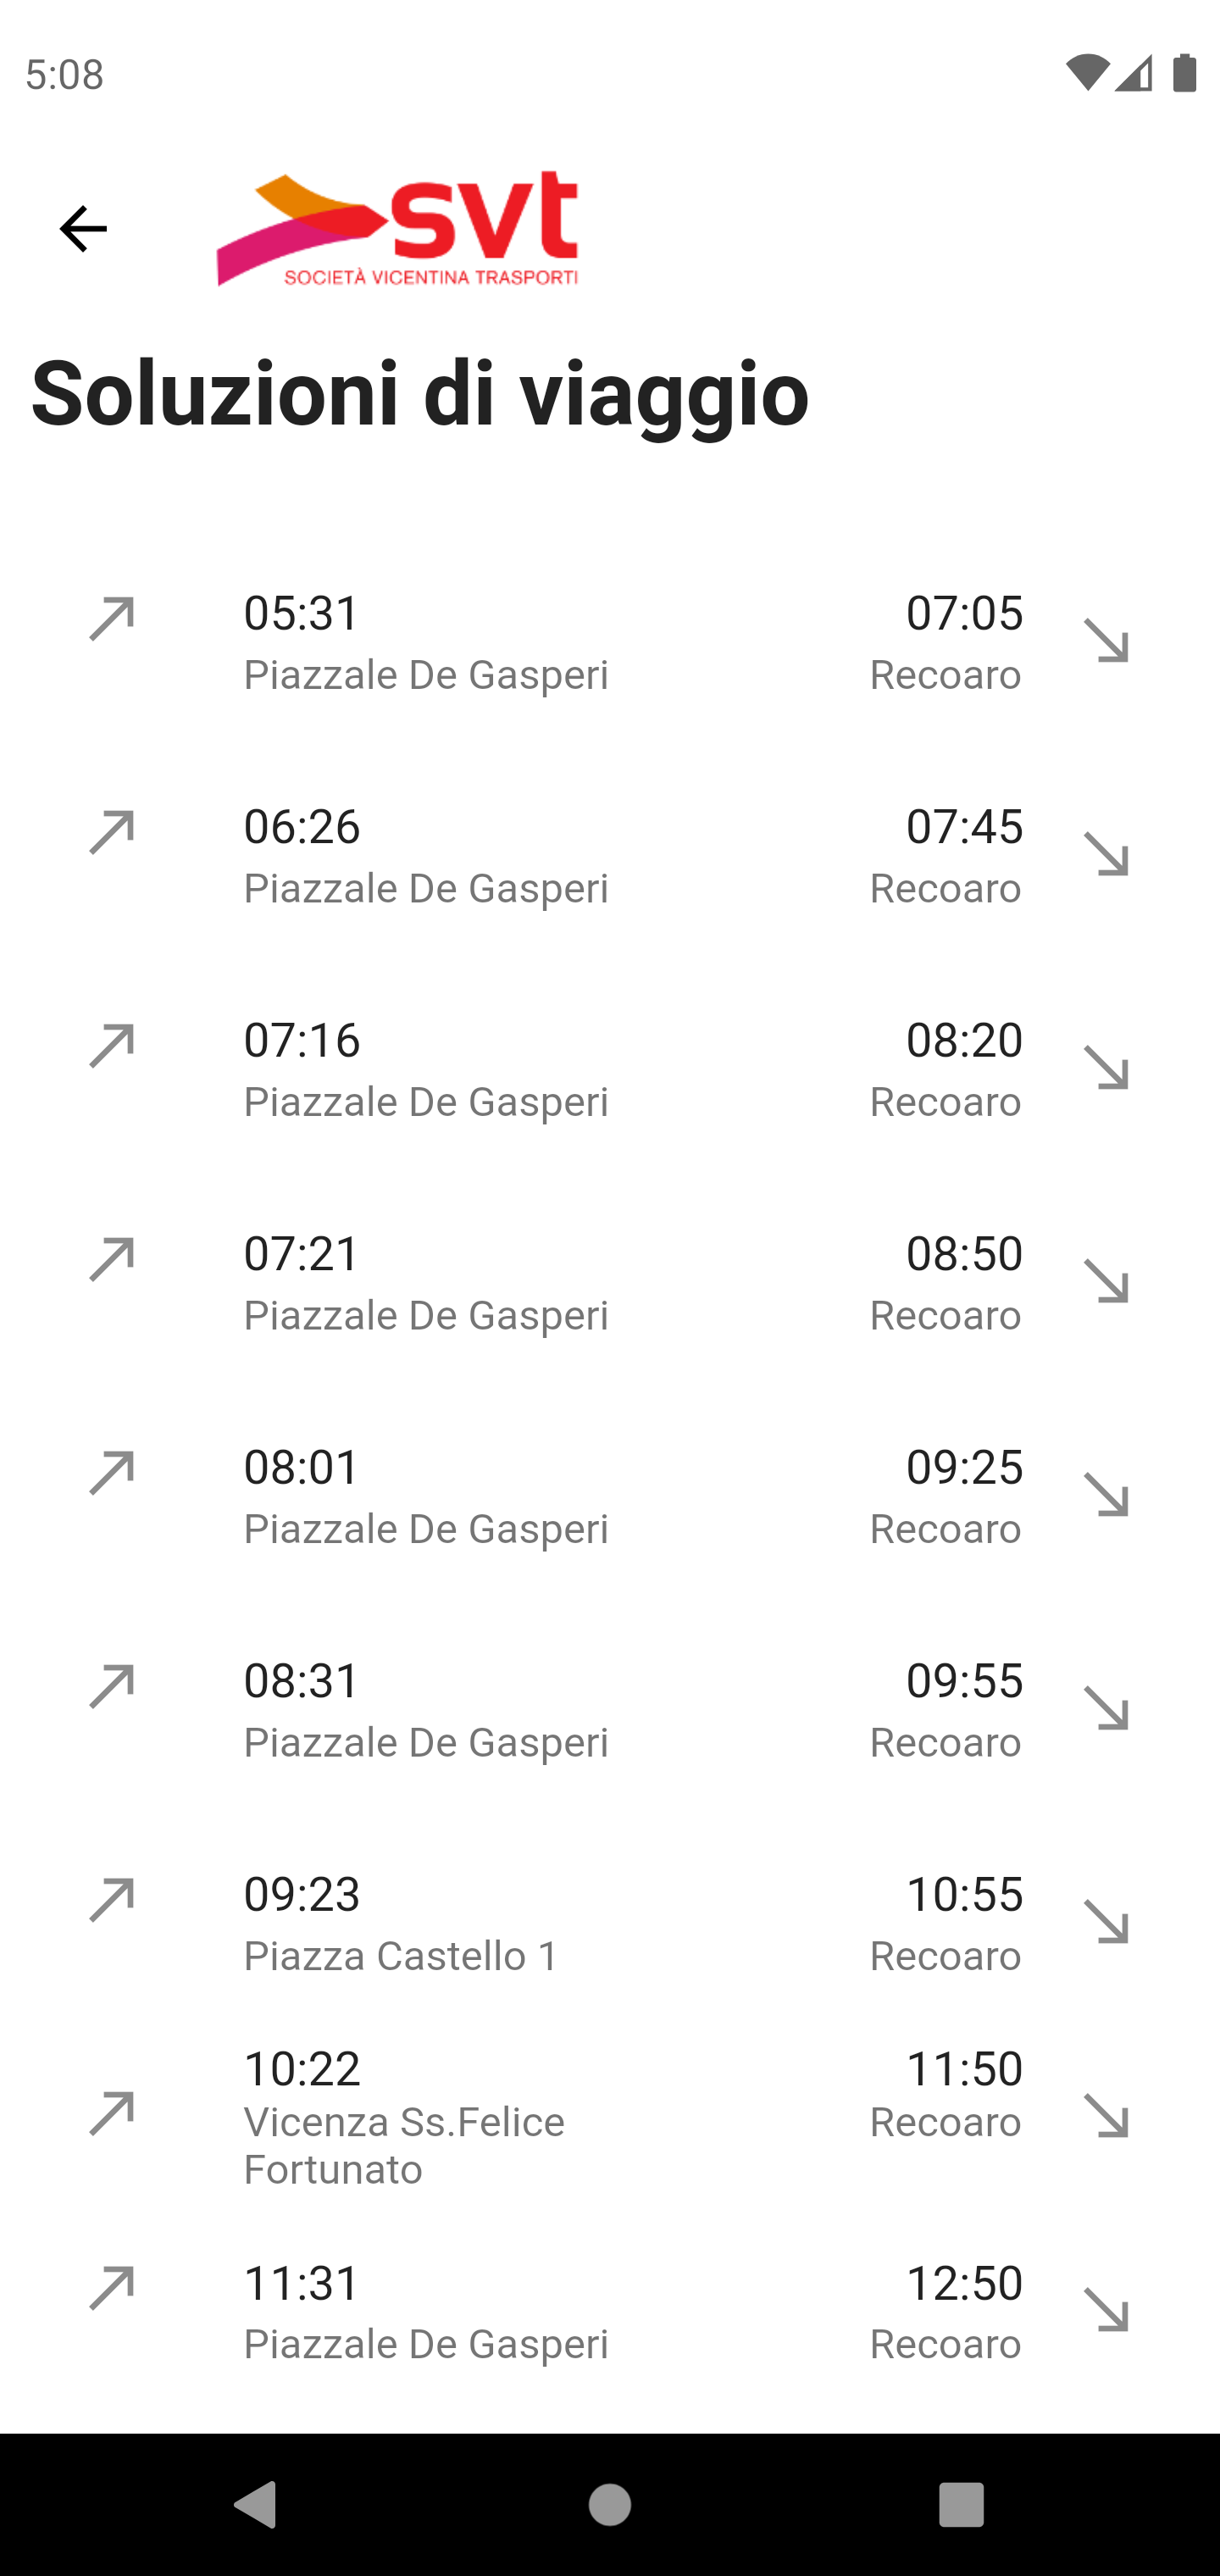 5:08
svt
SOCIETÀ VICENTINA TRASPORTI
Soluzioni di viaggio
05:31 07:05
Piazzale De Gasperi Recoaro
06:26 07:45
Piazzale De Gasperi Recoaro
07:16 08:20
Piazzale De Gasperi Recoaro
07:21 08:50
Piazzale De Gasperi Recoaro
08:01 09:25
Piazzale De Gasperi Recoaro
08:31 09:55
Piazzale De Gasperi Recoaro
09:23 10:55
Piazza Castello 1 Recoaro
10:22 11:50
Vicenza Ss.Felice Recoaro
Fortunato
11:31 12:50
Piazzale De Gasperi Recoaro